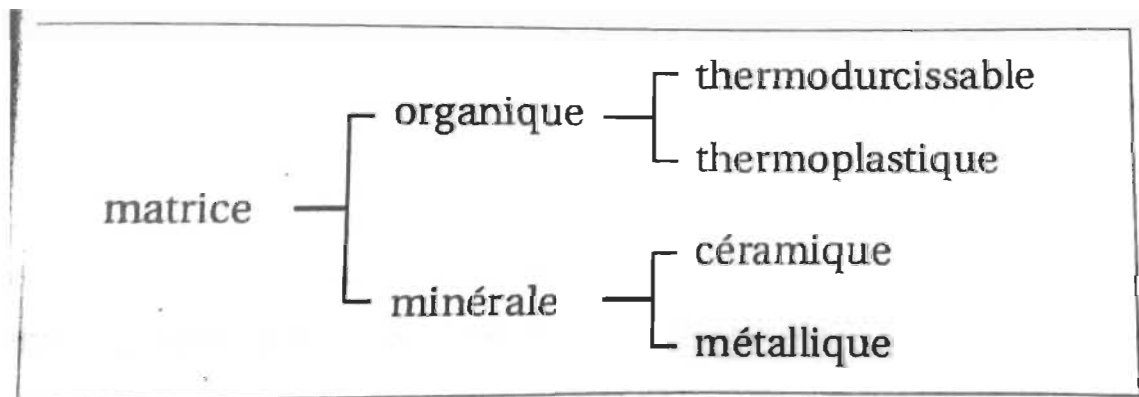 thermodurcissable
organique
thermoplastique
matrice
céramique
minérale
métallique